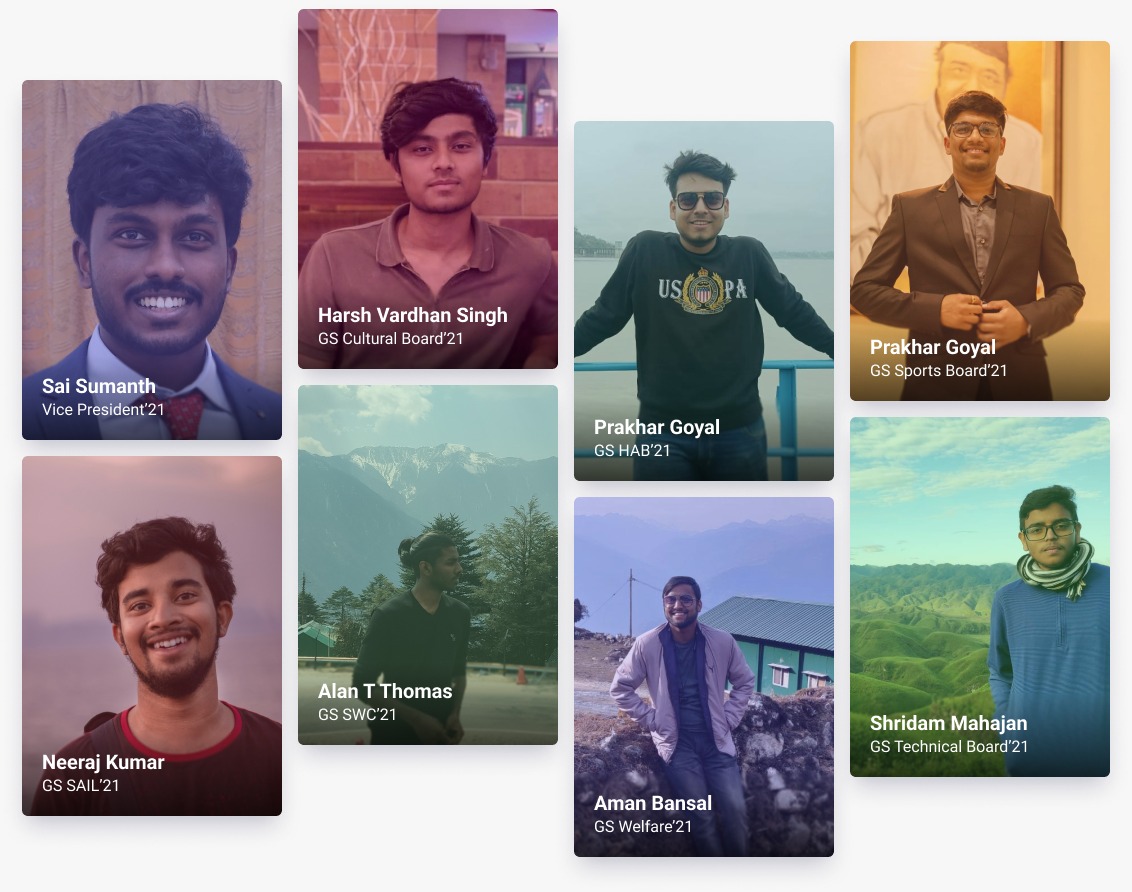 Sai Sumanth
Vice President’21
Neeraj Kumar
GS SAIL’21
Harsh Vardhan Singh
GS Cultural Board’21
Alan T Thomas
GS SWC’21
US PA
Prakhar Goyal
GS HAB’21
Aman Bansal
GS Welfare’21
Prakhar Goyal
GS Sports Board’21
Shridam Mahajan
GS Technical Board’21